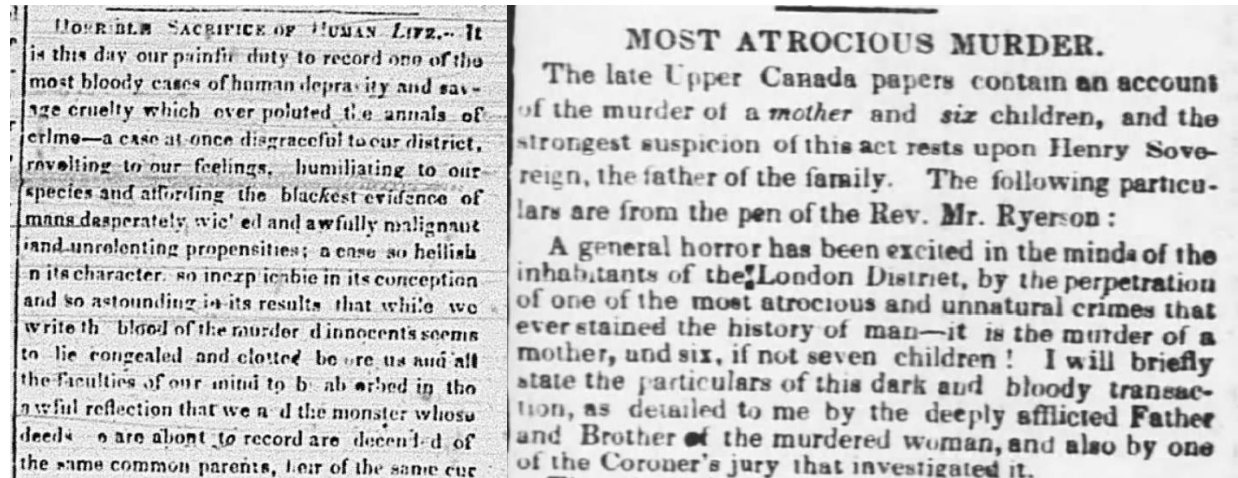 HORRIBLE SACRIFICE OF HUMAN LIFE.- It
is this day our painful duty to record one of the
most bloody cases of human depravity and sav-
age cruelty which ever poluted the annals of
crime—a case at once disgraceful to our district,
revolting to our feelings, humiliating to our
species and affording the blackest evidence of
mans desperately wicked and awfully malignant
and unrelenting propensities; a case so hellish
n its character, so inexplicable in its conception
and so astounding in its results that while we
write th blood of the murder d innocents seems
to lie congealed and clotted before us and all
the faculties of our mind to b absorbed in the
awful reflection that we a d the monster whose
deeds are about to record are decended of
the same common parents, heir of the same
MOST ATROCIOUS MURDER.
The late Upper Canada papers contain an account
of the murder of a mother and six children, and the
strongest suspicion of this act rests upon Henry Sove-
reign, the father of the family. The following particu-
lars are from the pen of the Rev. Mr. Ryerson:
A general horror has been excited in the minds of the
inhabitants of the London District, by the perpetration
of one of the most atrocious and unnatural crimes that
ever stained the history of man—it is the murder of a
mother, und six, if not seven children! I will briefly
state the particulars of this dark and bloody transac-
tion, as detailed to me by the deeply afflicted Father
and Brother of the murdered woman, and also by one
of the Coroner's jury that investigated it.